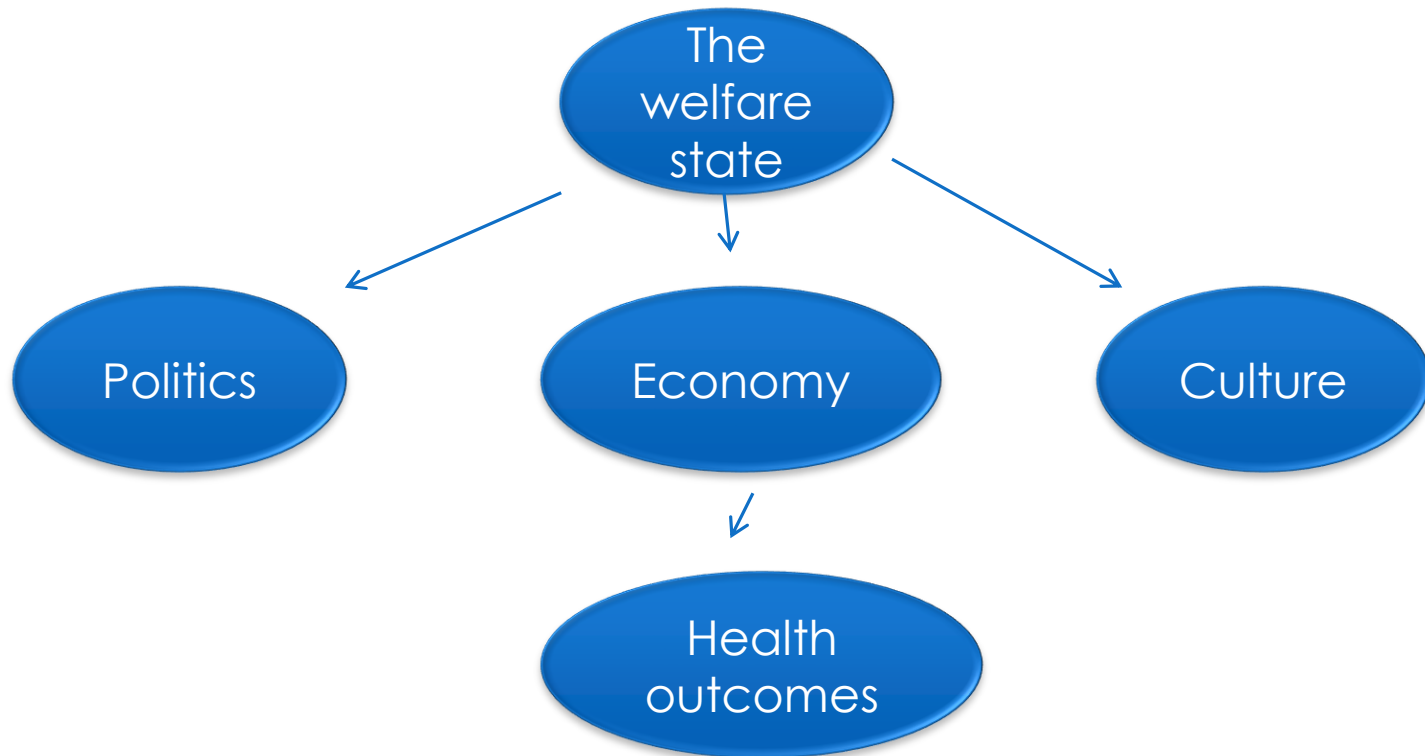 The
welfare
state
Politics
Economy
Culture
Health
outcomes